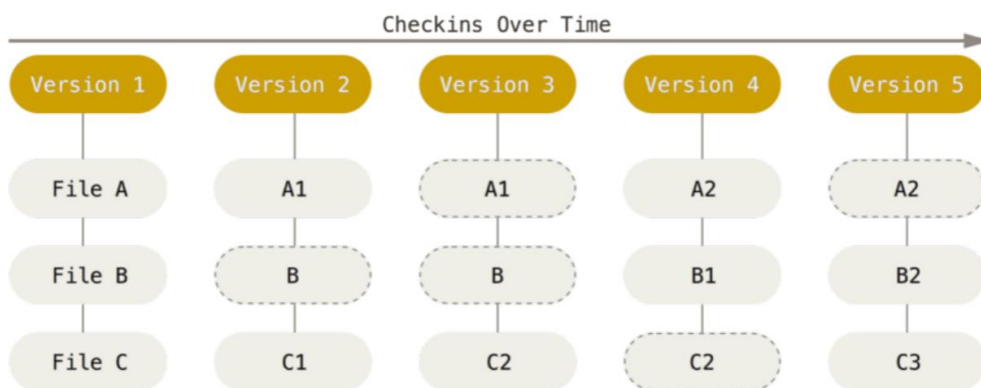 Checkins Over Time
Version 1 Version 2 Version 3 Version 4 Version 5
File A A1 A1 A2 A2
File B B B B1 B2
File C C1 C2 C2 C3